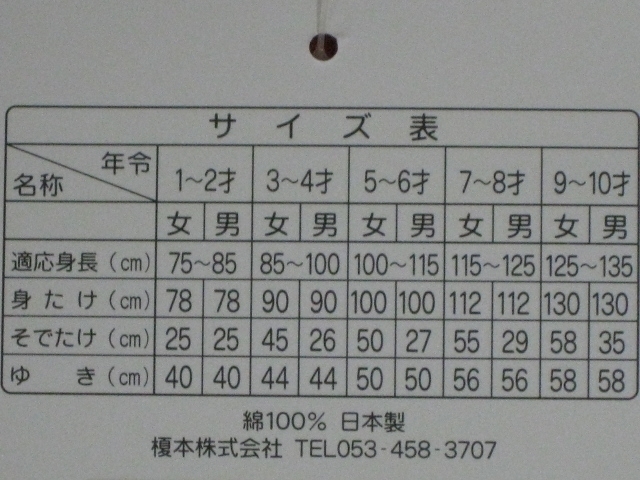 サイズ表
年令 名称 1～2才 3～4才 5～6才 7～8才 9～10才
女 男 女 男 女 男 女 男 女 男
適応身長(cm) 75～85 85～100 100～115 115～125 125～135
身たけ(cm) 78 78 90 90 100 100 112 112 130 130
そでたけ(cm) 25 25 45 26 50 27 55 29 58 35
ゆき(cm) 40 40 44 44 50 50 56 56 58 58
綿100% 日本製
榎本株式会社 TEL053-458-3707